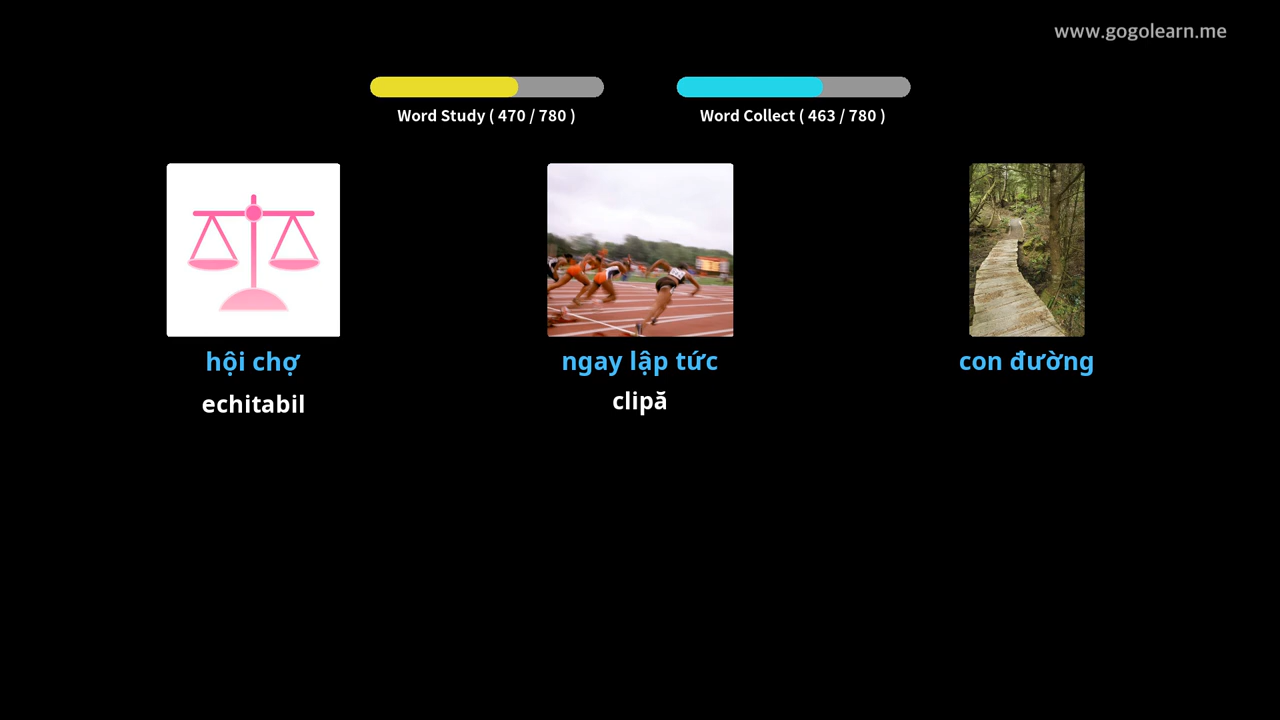 www.gogolearn.me
Word Study ( 470 / 780 )
Word Collect ( 463 / 780 )
hội chợ
ngay lập tức
con đường
echitabil
clipă